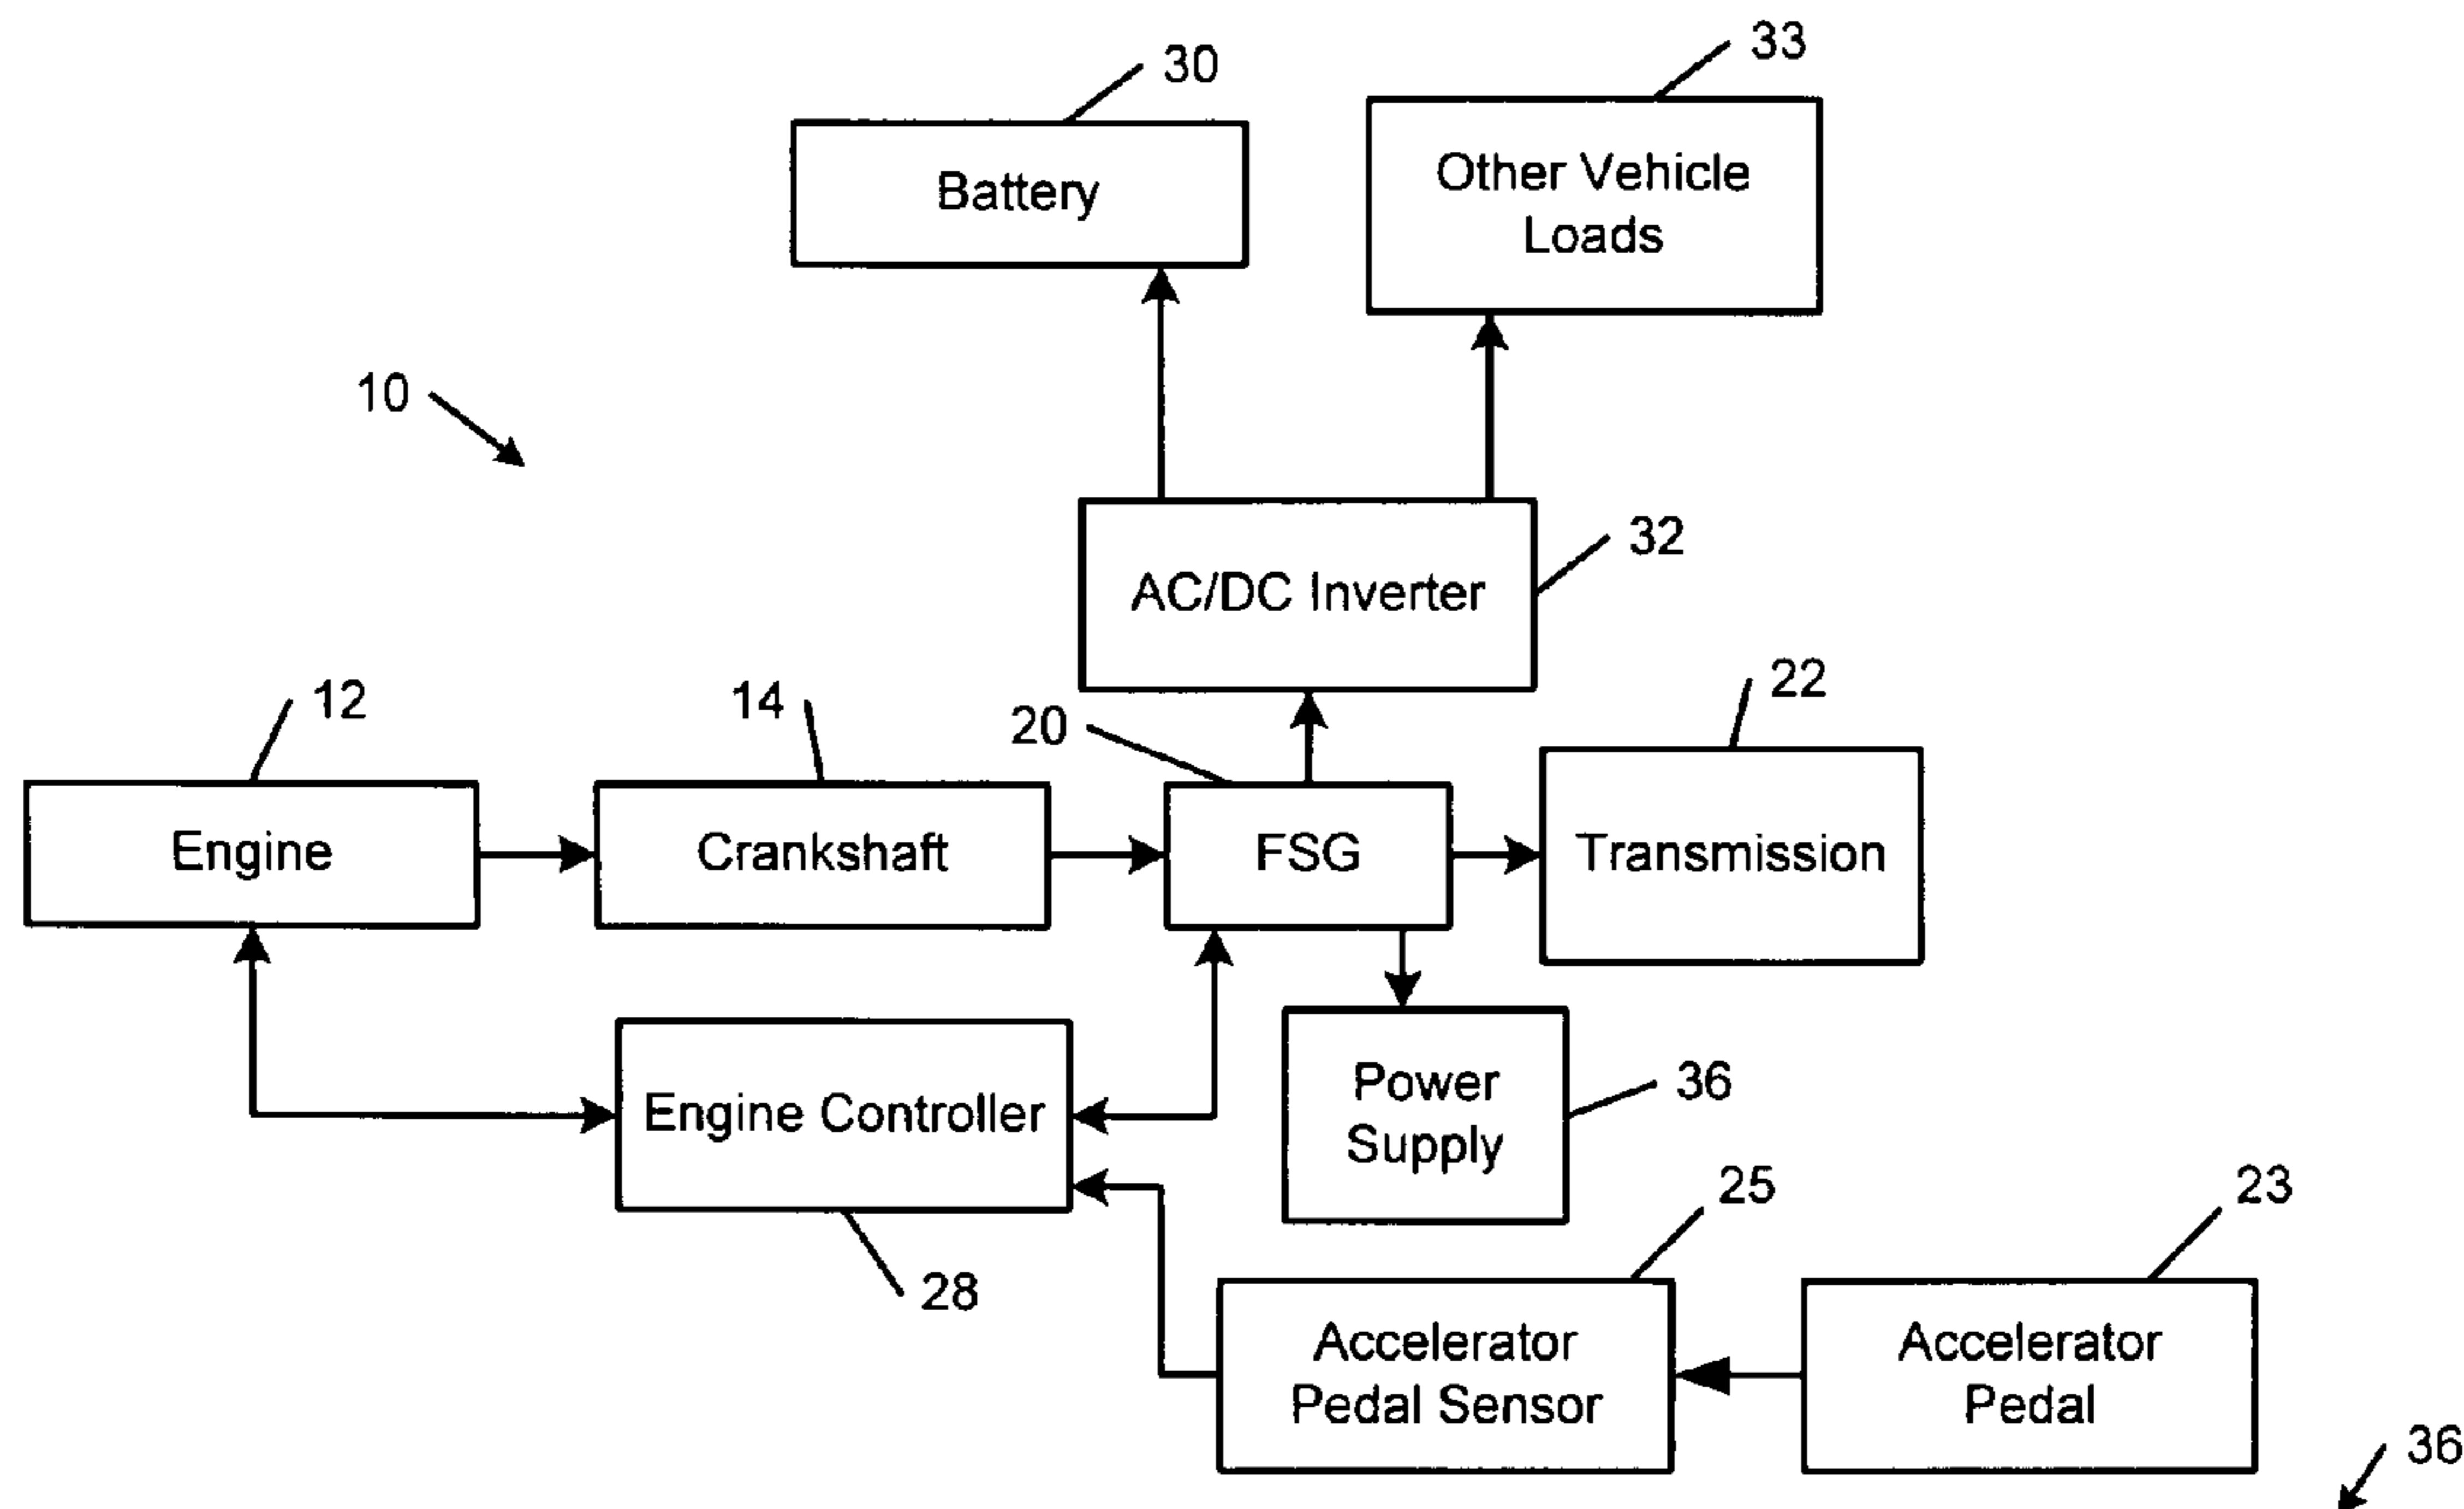 30
33
Battery
Other Vehicle
Loads
10
32
AC/DC Inverter
12
14
20
22
Engine
Crankshaft
FSG
Transmission
Engine Controller
Power
Supply
36
28
25
23
Accelerator
Pedal Sensor
Accelerator
Pedal
36